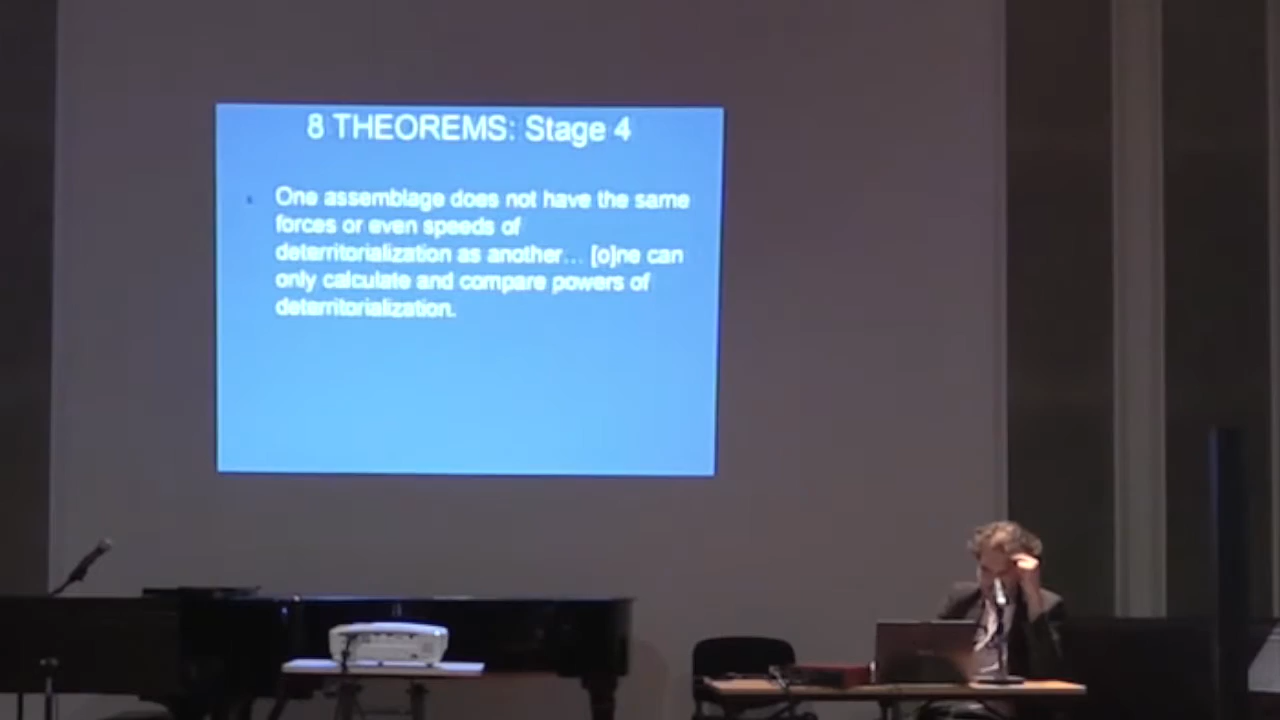 8 THEOREMS: Stage 4
One assemblage does not have the same
forces or even speeds of
deterritorialization as another... [o]ne can
only calculate and compare powers of
deterritorialization.